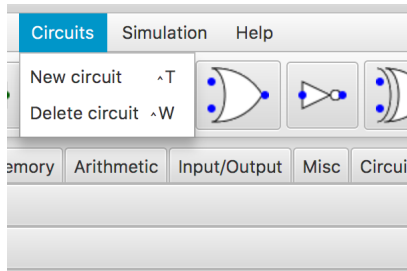 Circuits Simulation Help
New circuit ^T
Delete circuit ^W
emory Arithmetic Input/Output Misc Circui